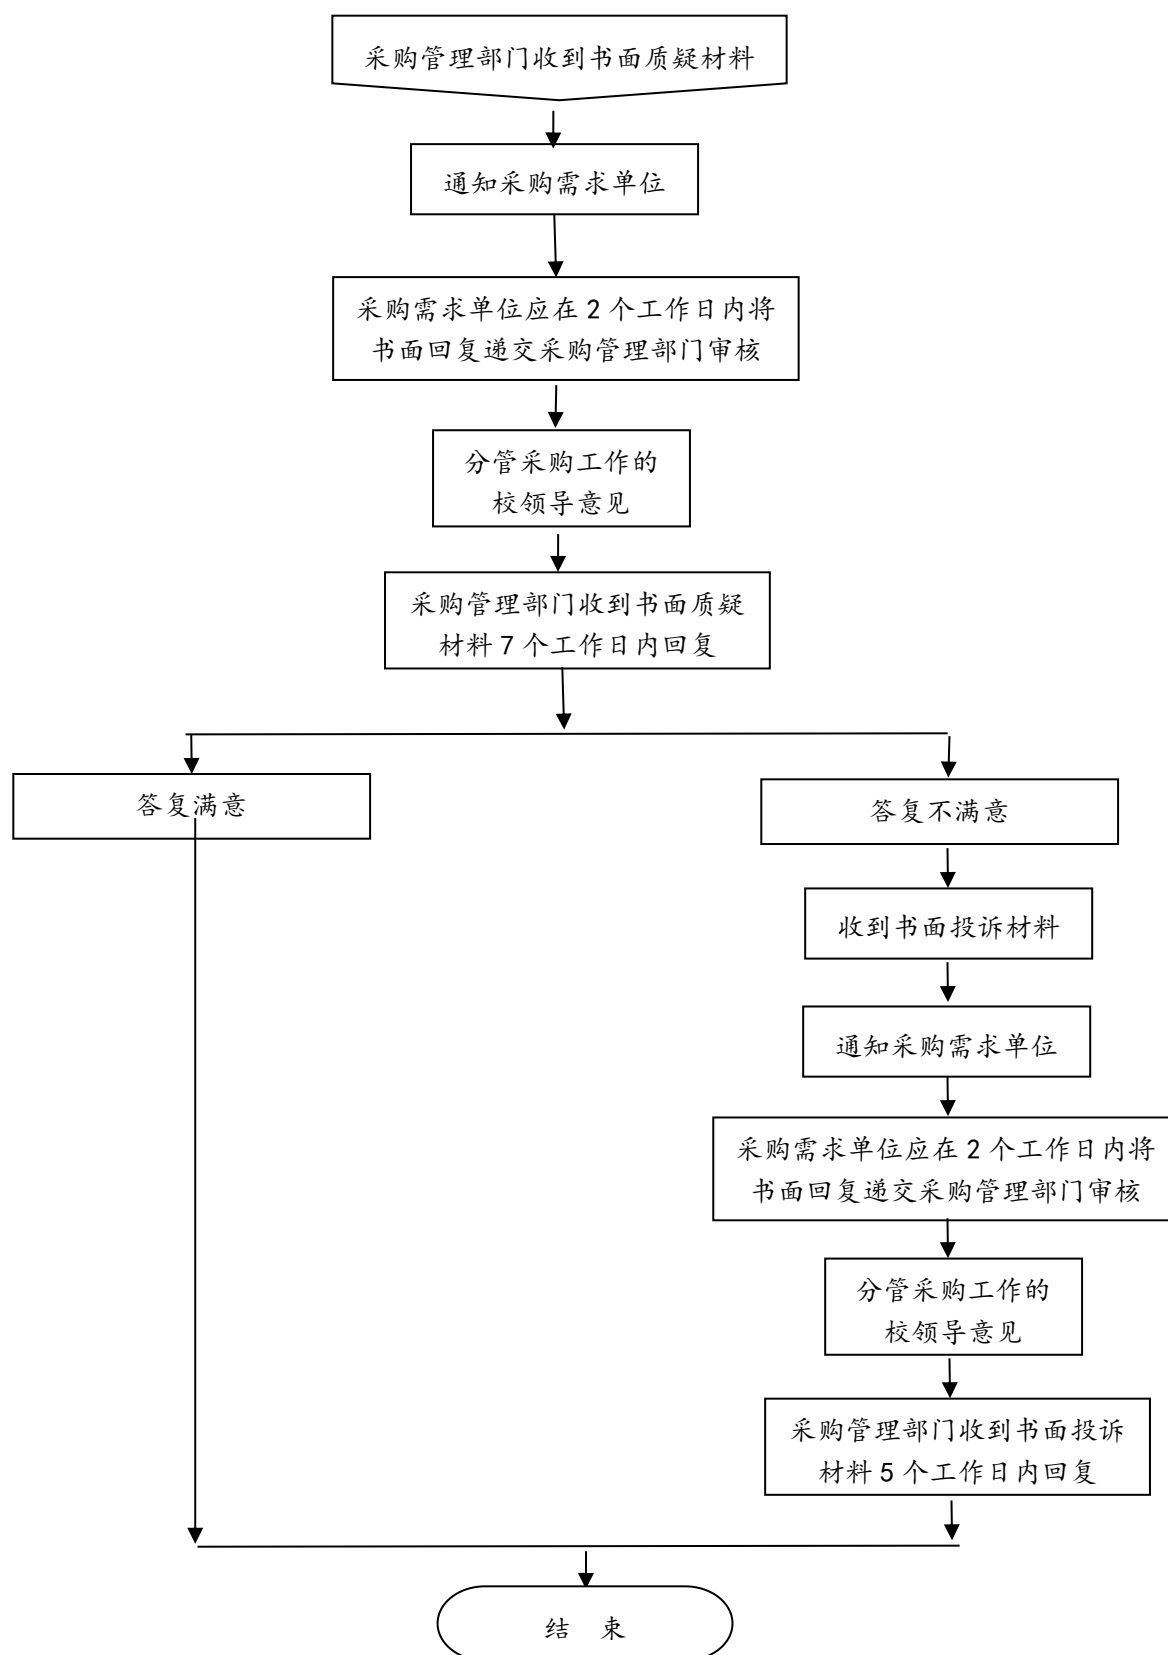 采购管理部门收到书面质疑材料
通知采购需求单位
采购需求单位应在 2 个工作日内将
书面回复递交采购管理部门审核
分管采购工作的
校领导意见
采购管理部门收到书面质疑
材料 7 个工作日内回复
答复满意
答复不满意
收到书面投诉材料
通知采购需求单位
采购需求单位应在 2 个工作日内将
书面回复递交采购管理部门审核
分管采购工作的
校领导意见
采购管理部门收到书面投诉
材料 5 个工作日内回复
结 束